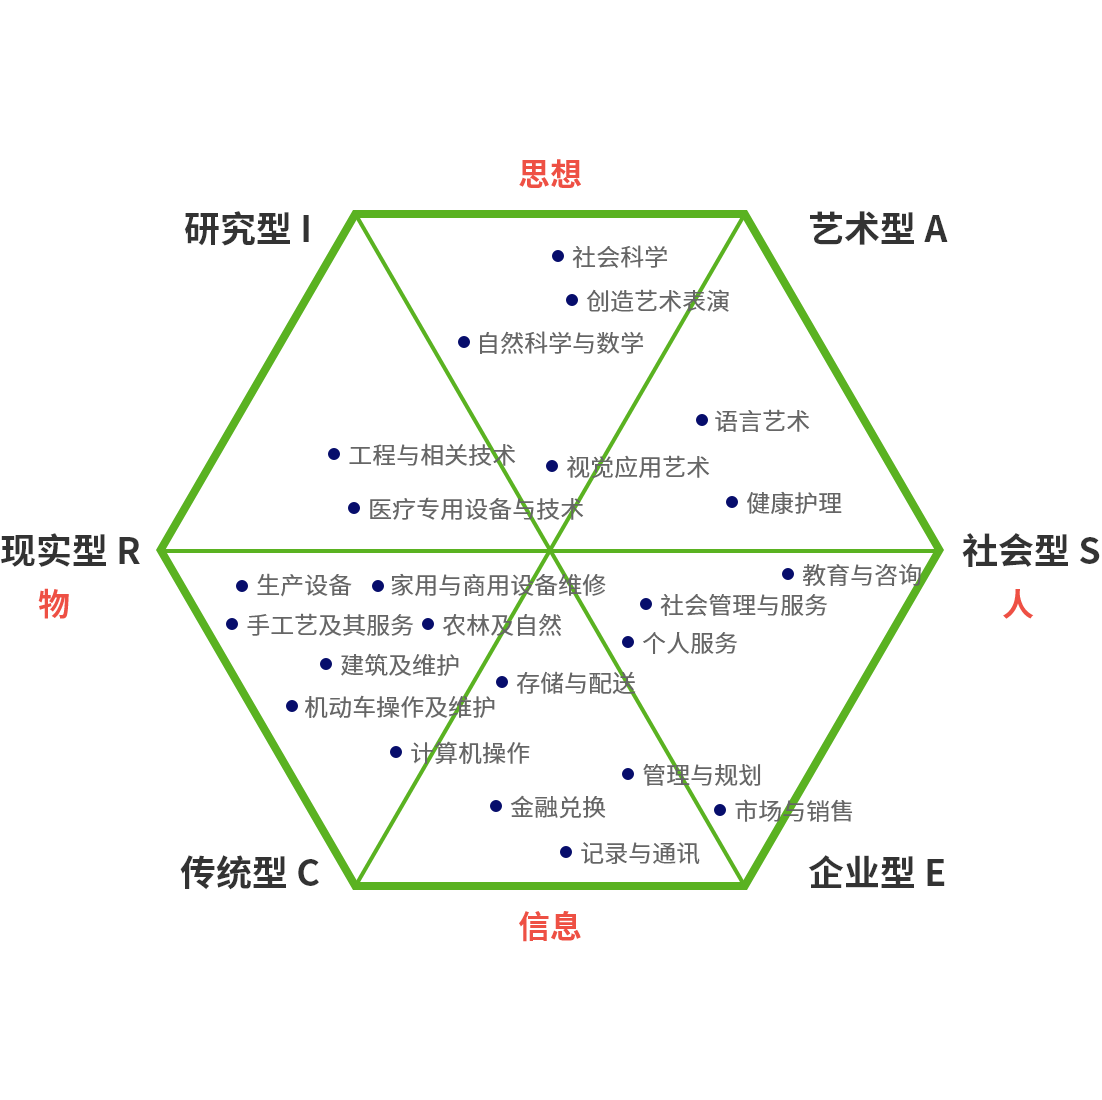 思想
研究型 I
艺术型 A
社会科学
创造艺术表演
自然科学与数学
语言艺术
工程与相关技术
视觉应用艺术
健康护理
医疗专用设备与技术
现实型 R
社会型 S
物
人
教育与咨询
生产设备
家用与商用设备维修
社会管理与服务
手工艺及其服务
农林及自然
个人服务
建筑及维护
存储与配送
机动车操作及维护
计算机操作
管理与规划
金融兑换
市场与销售
记录与通讯
传统型 C
企业型 E
信息